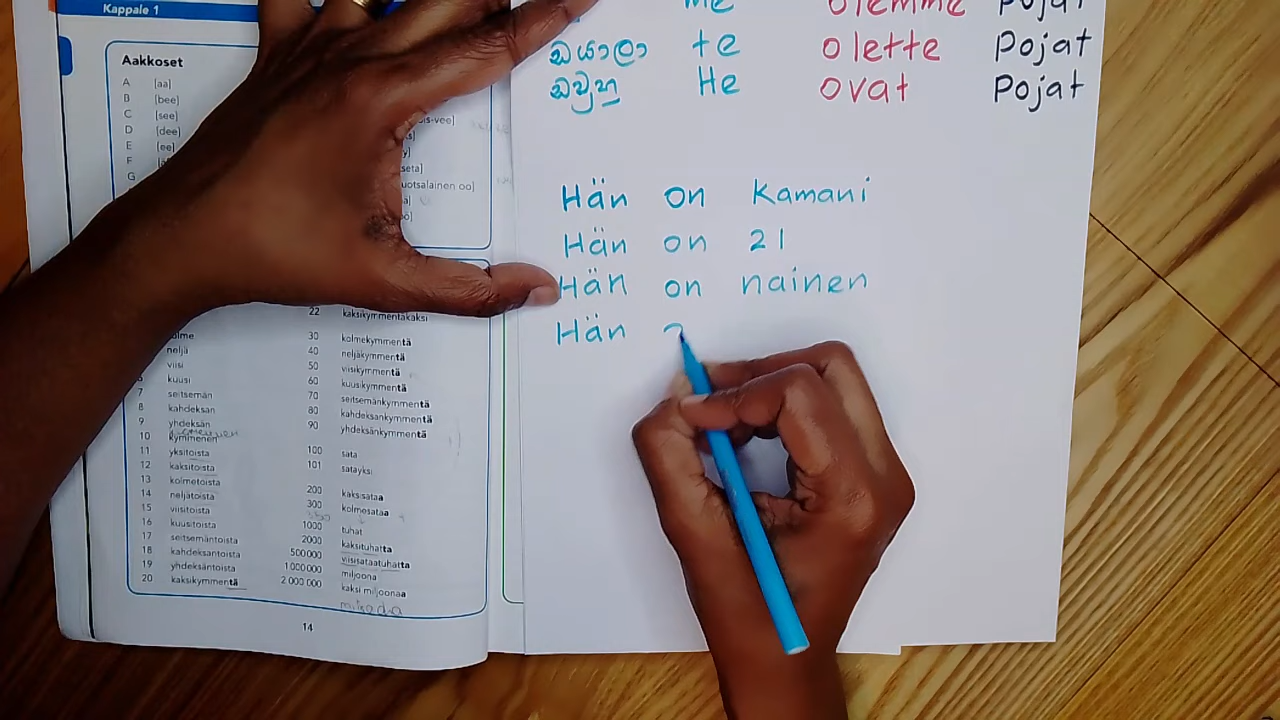 Kappale 1
Aakkoset
A [aa]
B [bee]
C [see]
D [dee]
E [ee]
F
G
ඔයාලා te olette Pojat
ඔවුහු He ovat Pojat
olemme Pojat
Hän on Kamani
Hän on 21
Hän on nainen
Hän
22 kaksikymmentäkaksi
30 kolmekymmentä
neljä 40 neljäkymmentä
viisi 50 viisikymmentä
kuusi 60 kuusikymmentä
7 seitsemän 70 seitsemänkymmentä
8 kahdeksan 80 kahdeksankymmentä
9 yhdeksän 90 yhdeksänkymmentä
10 kymmenen
11 yksitoista 100 sata
12 kaksitoista 101 satayksi
13 kolmetoista
14 neljätoista 200 kaksisataa
15 viisitoista 300 kolmesataa
16 kuusitoista 1000 tuhat
17 seitsemäntoista 2000 kaksituhatta
18 kahdeksantoista 500 000 viisisataatuhatta
19 yhdeksäntoista 1 000 000 miljoona
20 kaksikymmentä 2 000 000 kaksi miljoonaa
14